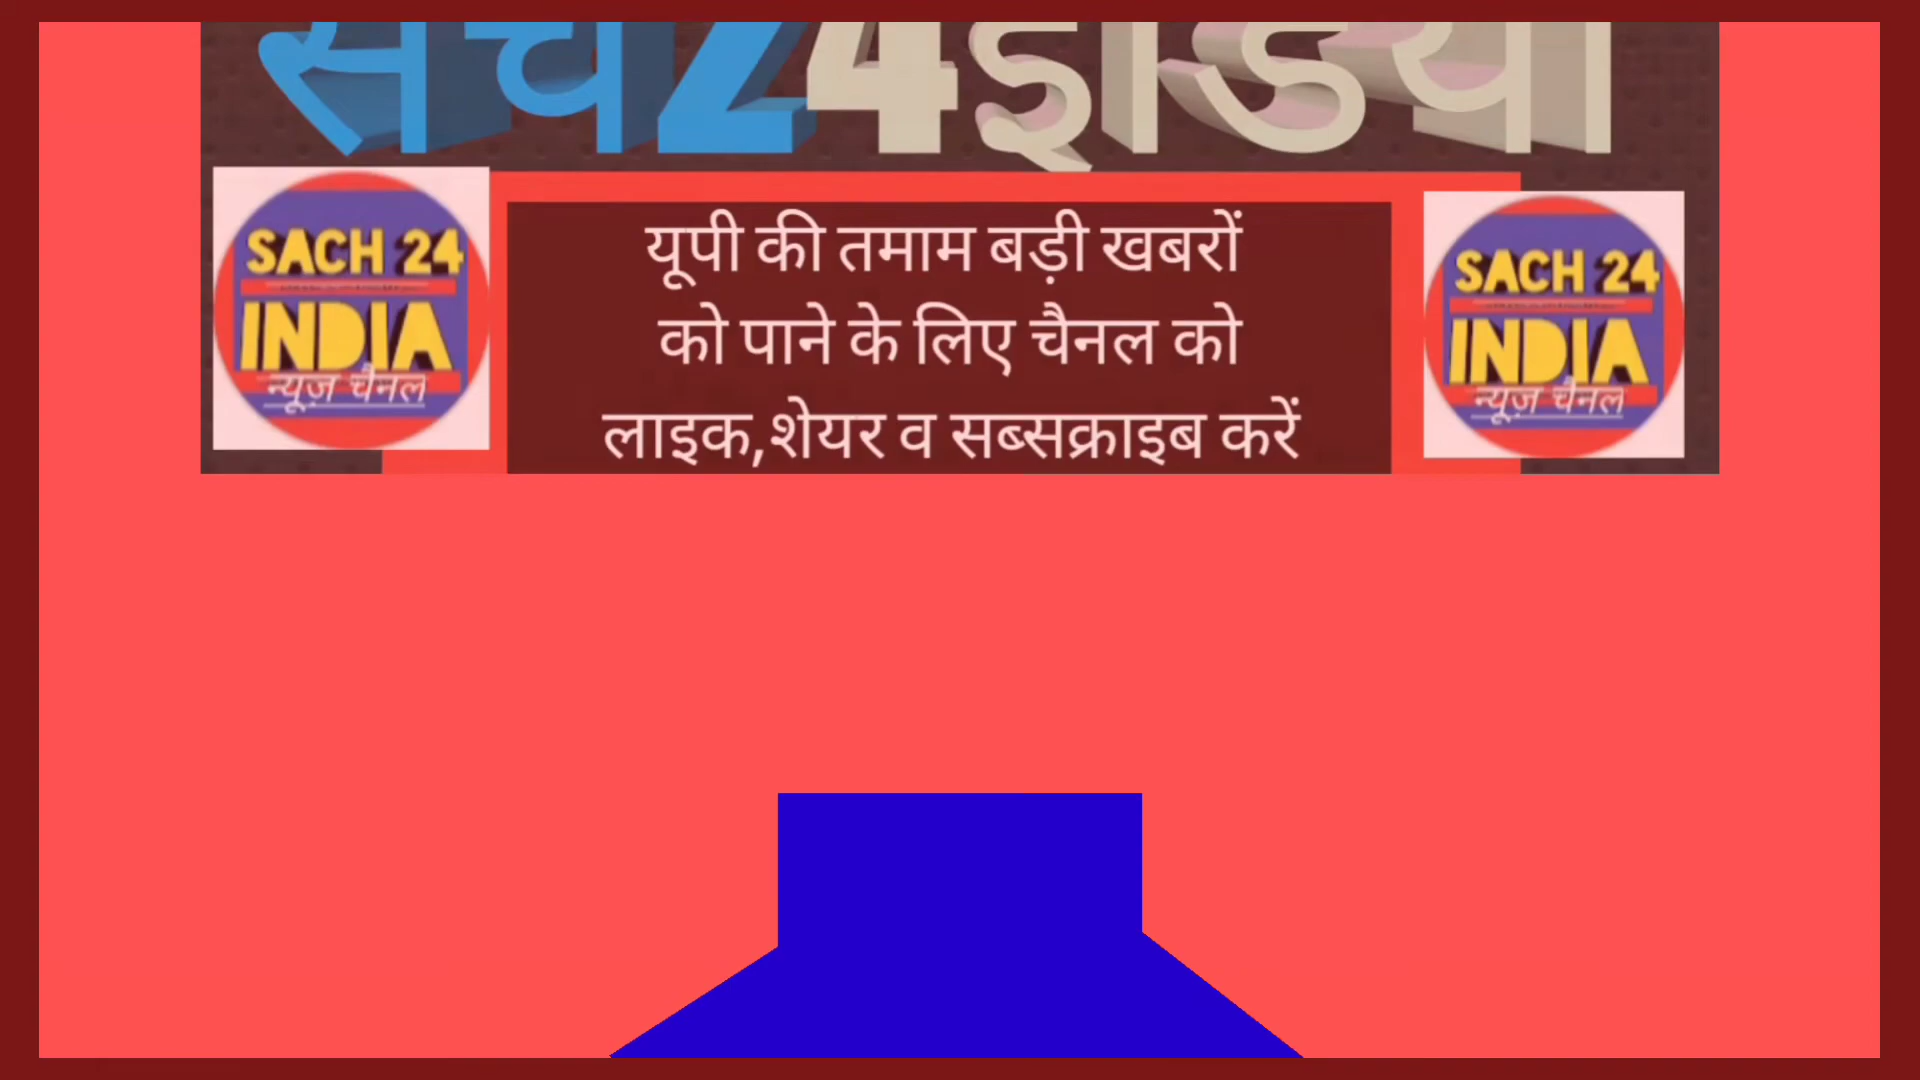 सच24इंडिया
यूपी की तमाम बड़ी खबरों
को पाने के लिए चैनल को
लाइक,शेयर व सब्सक्राइब करें
SACH 24
INDIA
न्यूज़ चैनल
SACH 24
INDIA
न्यूज़ चैनल